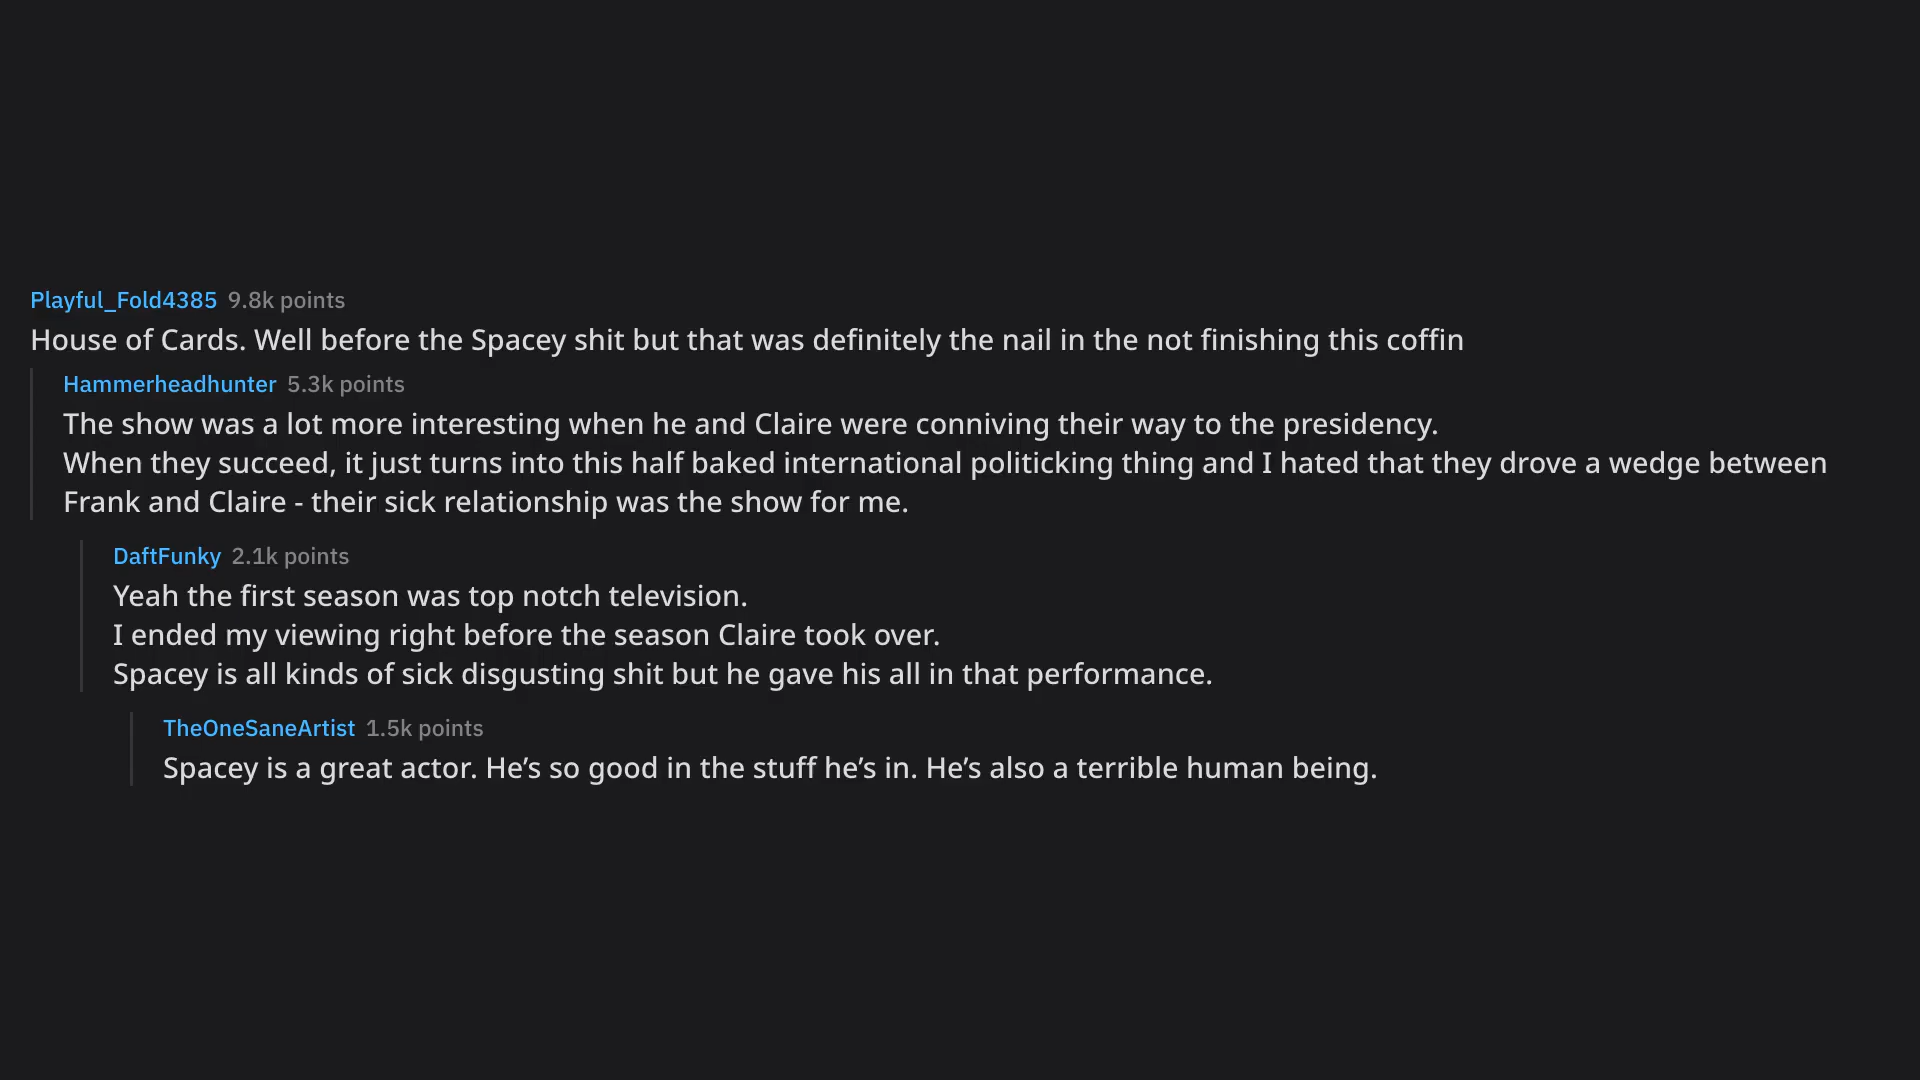 Playful_Fold4385 9.8k points
House of Cards. Well before the Spacey shit but that was definitely the nail in the not finishing this coffin
Hammerheadhunter 5.3k points
The show was a lot more interesting when he and Claire were conniving their way to the presidency.
When they succeed, it just turns into this half baked international politicking thing and I hated that they drove a wedge between
Frank and Claire - their sick relationship was the show for me.
DaftFunky 2.1k points
Yeah the first season was top notch television.
I ended my viewing right before the season Claire took over.
Spacey is all kinds of sick disgusting shit but he gave his all in that performance.
TheOneSaneArtist 1.5k points
Spacey is a great actor. He’s so good in the stuff he’s in. He’s also a terrible human being.